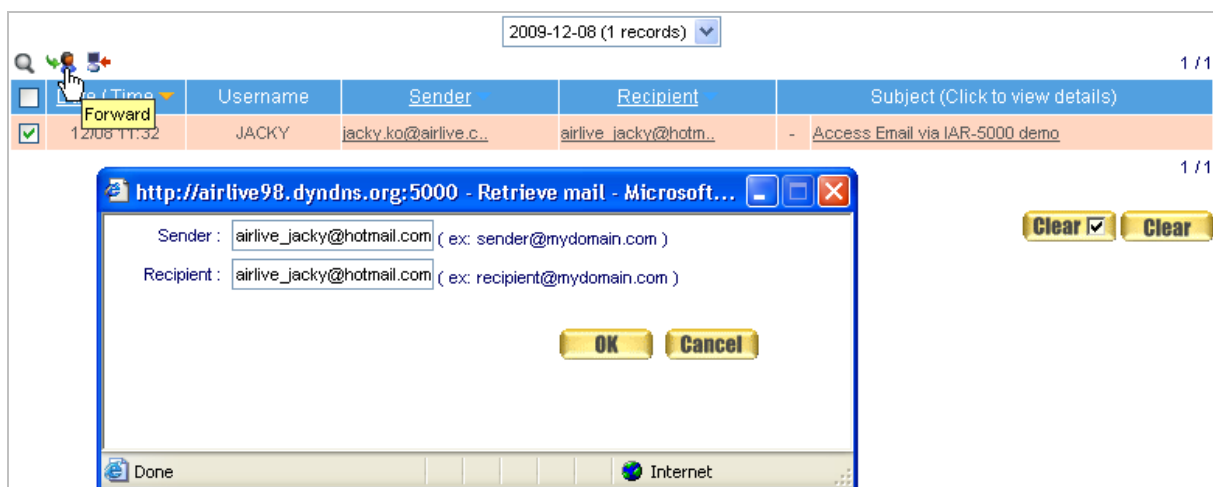 2009-12-08 (1 records)
1 / 1
Date / Time Username Sender Recipient Subject (Click to view details)
Forward
12/08 11:32 JACKY jacky.ko@airlive.c.. airlive_jacky@hotm.. - Access Email via IAR-5000 demo
1 / 1
http://airlive98.dyndns.org:5000 - Retrieve mail - Microsoft...
Clear Clear
Sender : airlive_jacky@hotmail.com ( ex: sender@mydomain.com )
Recipient : airlive_jacky@hotmail.com ( ex: recipient@mydomain.com )
OK Cancel
Done Internet